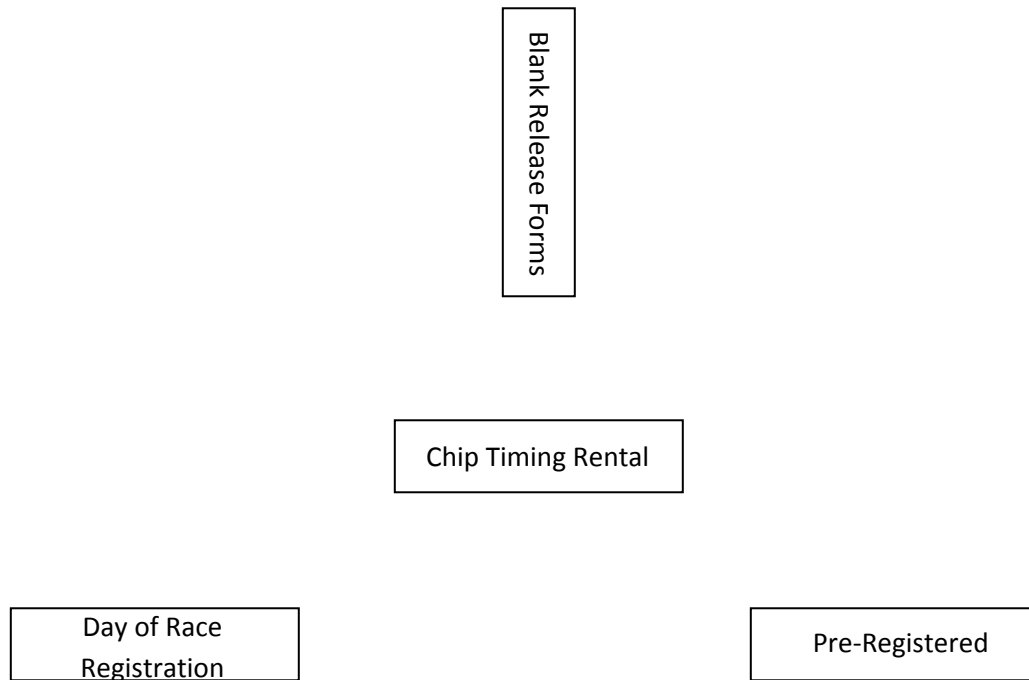 Blank Release Forms
Chip Timing Rental
Day of Race
Registration
Pre-Registered